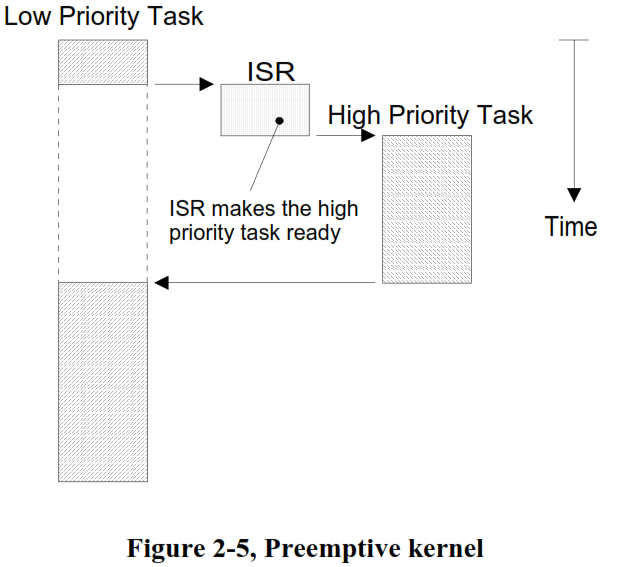 Low Priority Task
ISR
High Priority Task
ISR makes the high
priority task ready
Time
Figure 2-5, Preemptive kernel